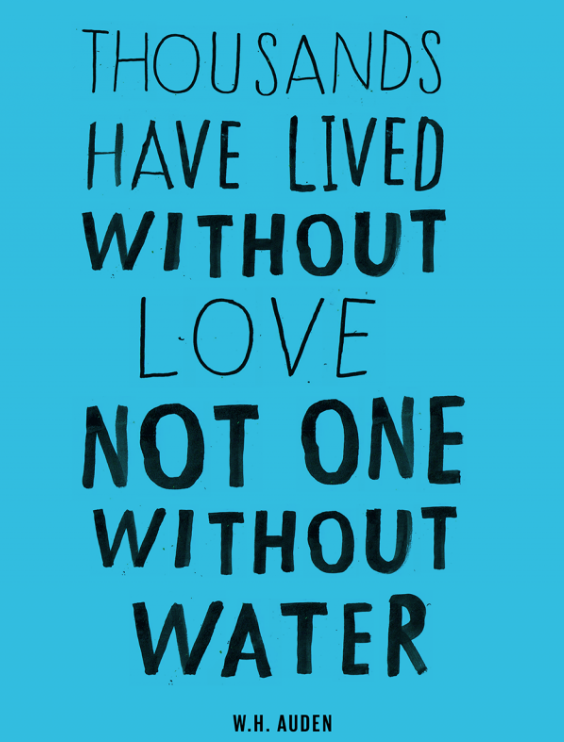 THOUSANDS
HAVE LIVED
WITHOUT
LOVE
NOT ONE
WITHOUT
WATER
W.H. AUDEN